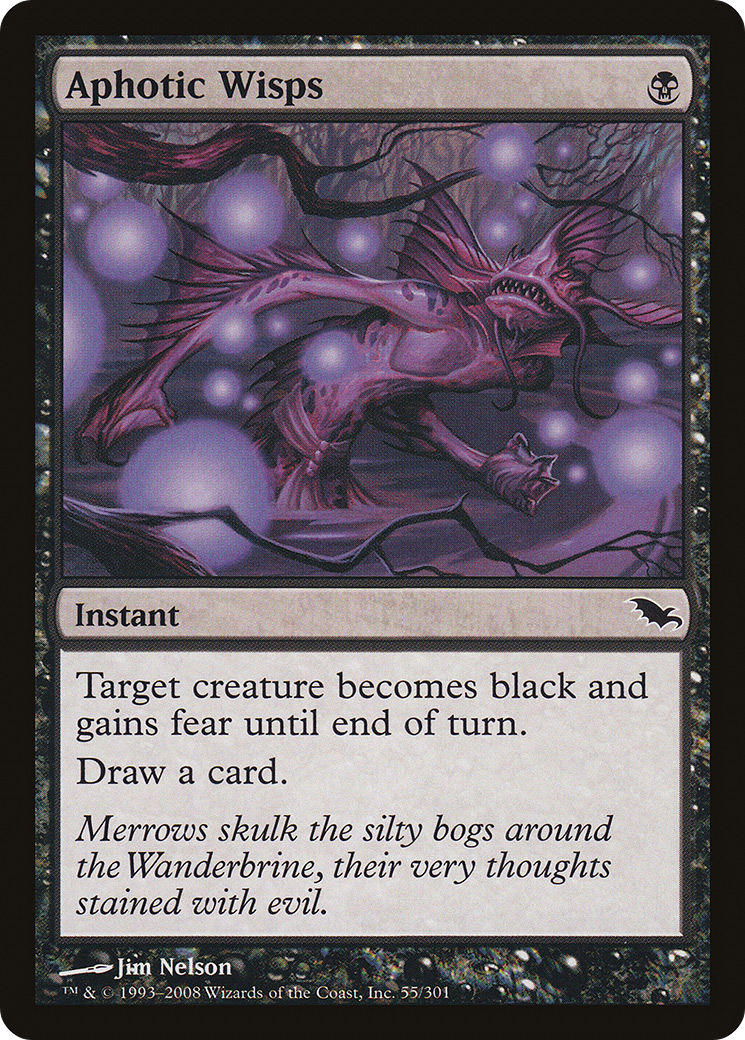 Aphotic Wisps
Instant
Target creature becomes black and
gains fear until end of turn.
Draw a card.
Merrows skulk the silty bogs around
the Wanderbrine, their very thoughts
stained with evil.
Jim Nelson
™ & © 1993–2008 Wizards of the Coast, Inc. 55/301